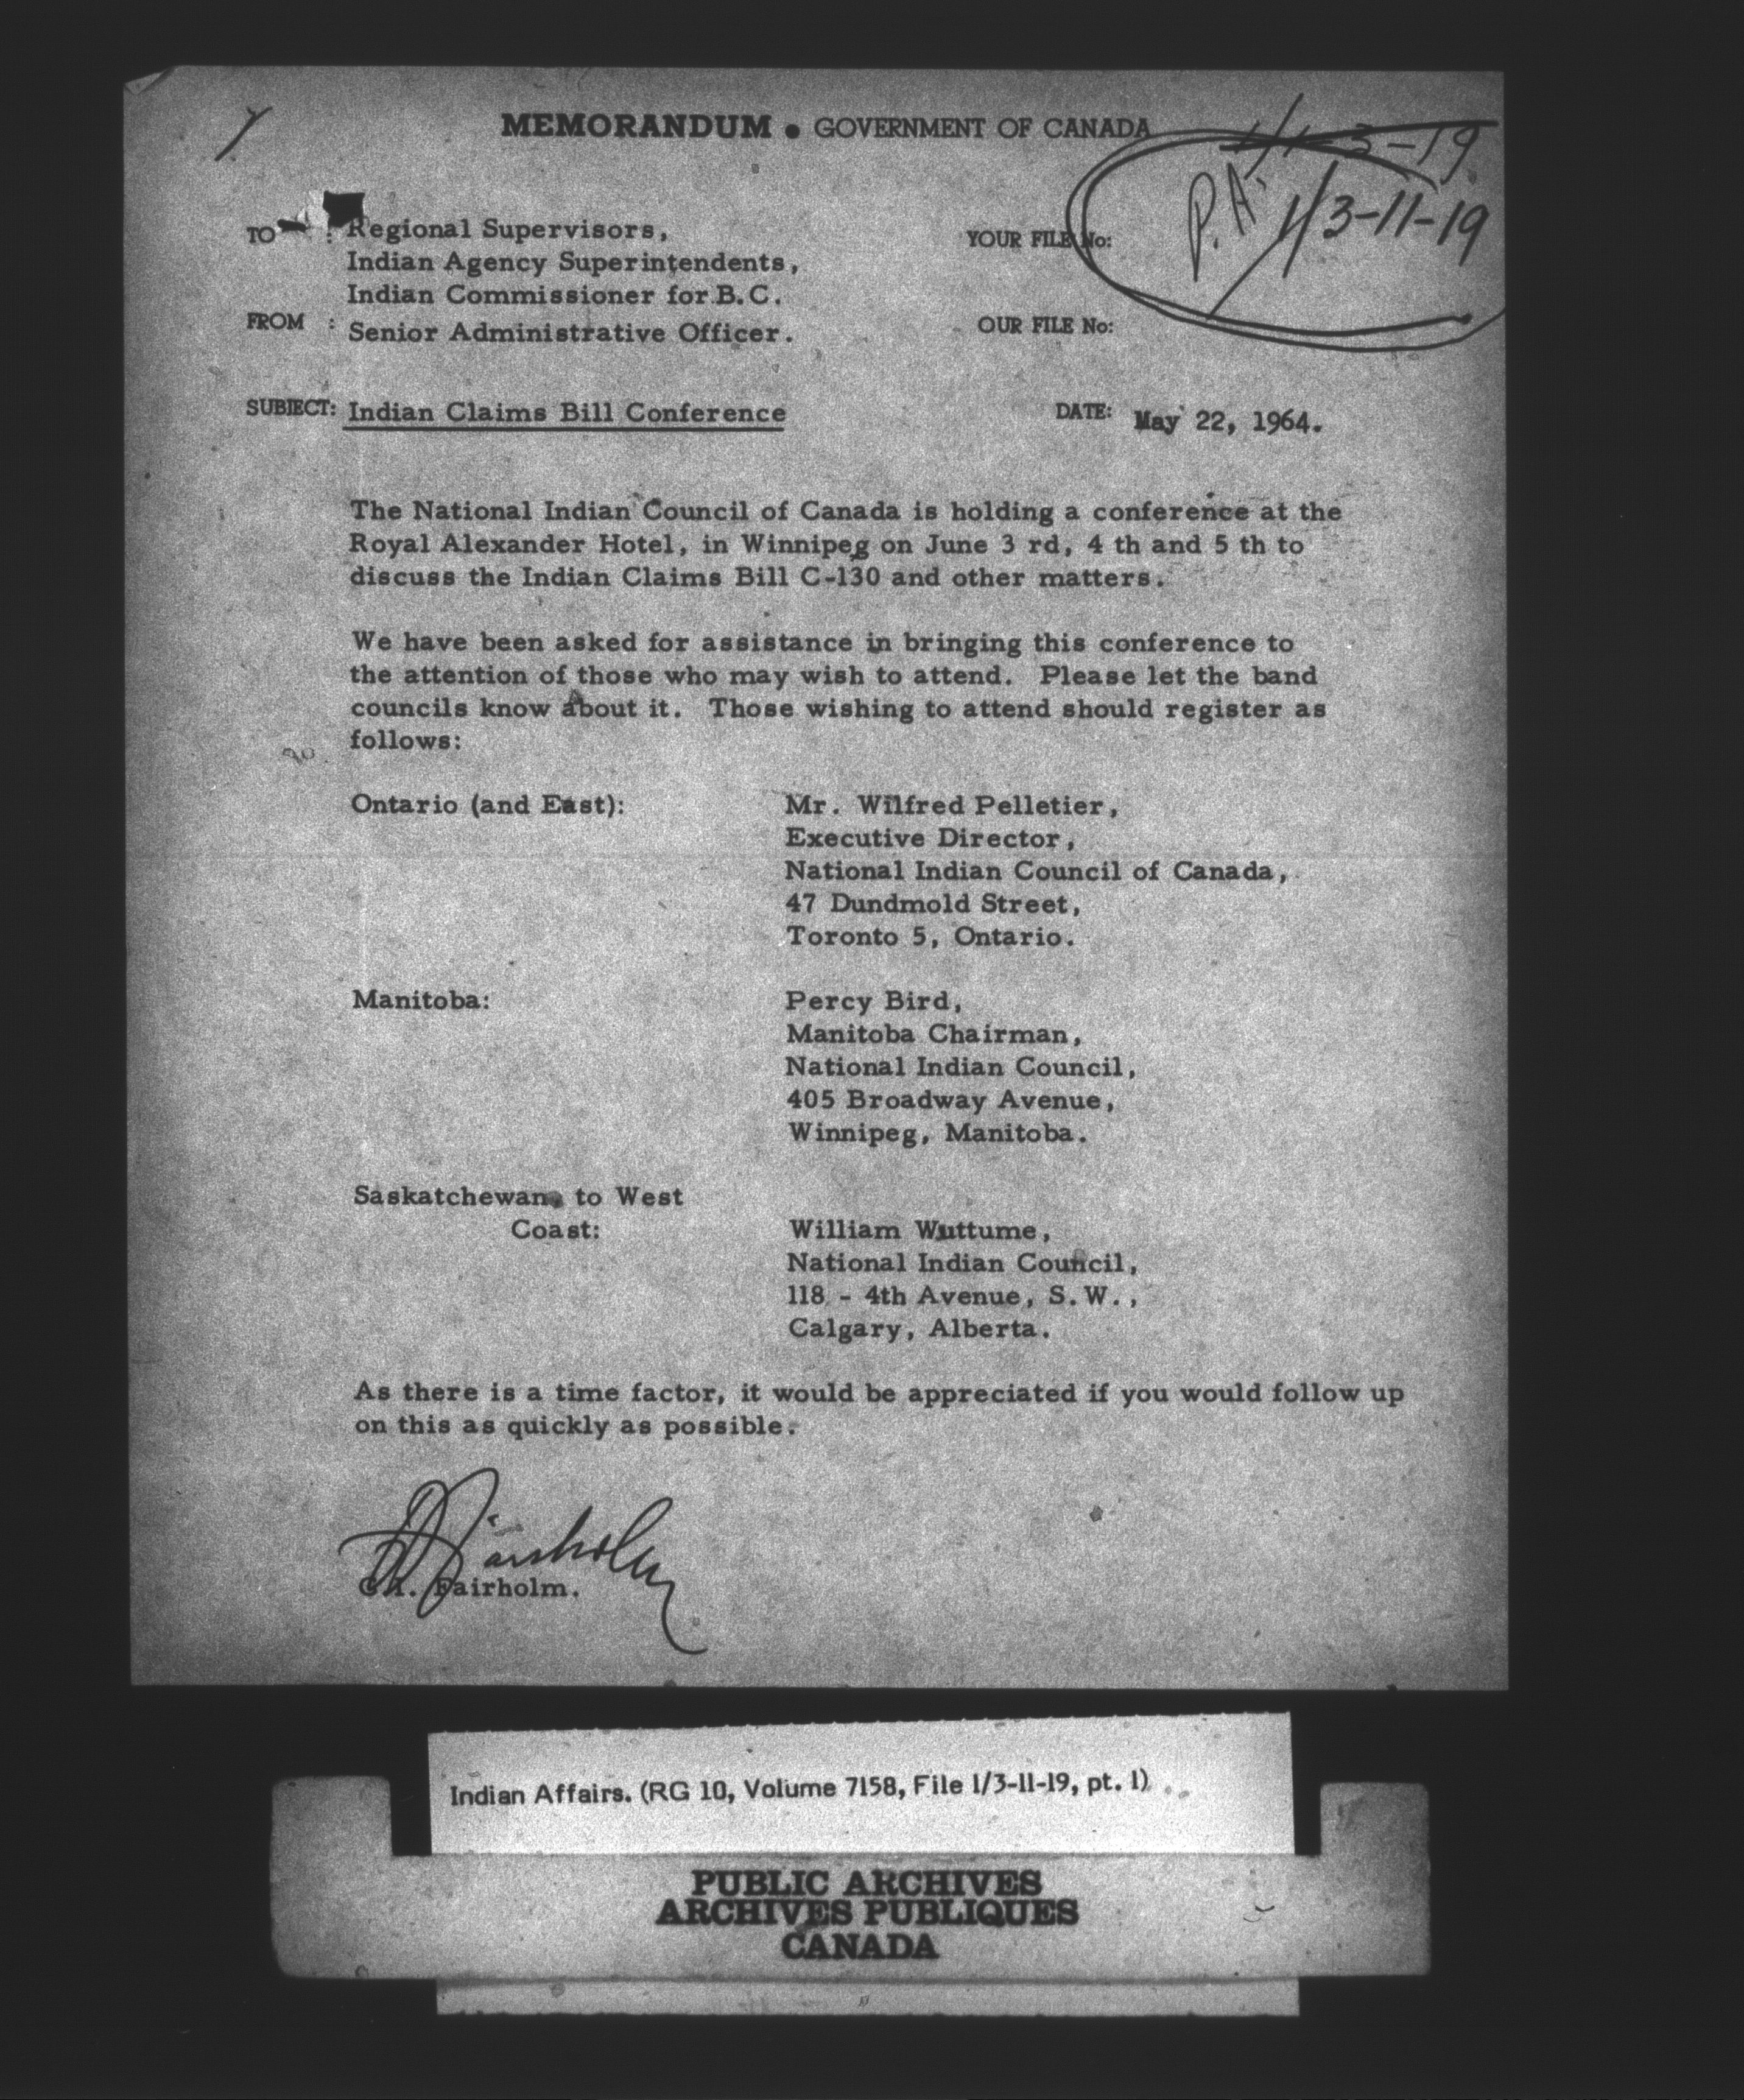 MEMORANDUM • GOVERNMENT OF CANADA
1/1-3-19
P.A. 1/3-11-19
TO : Regional Supervisors,
Indian Agency Superintendents,
Indian Commissioner for B.C.
YOUR FILE No:
FROM : Senior Administrative Officer.
OUR FILE No:
SUBJECT: Indian Claims Bill Conference
DATE: May 22, 1964.
The National Indian Council of Canada is holding a conference at the
Royal Alexander Hotel, in Winnipeg on June 3 rd, 4 th and 5 th to
discuss the Indian Claims Bill C-130 and other matters.
We have been asked for assistance in bringing this conference to
the attention of those who may wish to attend. Please let the band
councils know about it. Those wishing to attend should register as
follows:
Ontario (and East): Mr. Wilfred Pelletier,
Executive Director,
National Indian Council of Canada,
47 Dundmold Street,
Toronto 5, Ontario.
Manitoba: Percy Bird,
Manitoba Chairman,
National Indian Council,
405 Broadway Avenue,
Winnipeg, Manitoba.
Saskatchewan to West
Coast: William Wuttume,
National Indian Council,
118 - 4th Avenue, S.W.,
Calgary, Alberta.
As there is a time factor, it would be appreciated if you would follow up
on this as quickly as possible.
Fairholm
Fairholm.
Indian Affairs. (RG 10, Volume 7158, File 1/3-11-19, pt. 1)
PUBLIC ARCHIVES
ARCHIVES PUBLIQUES
CANADA